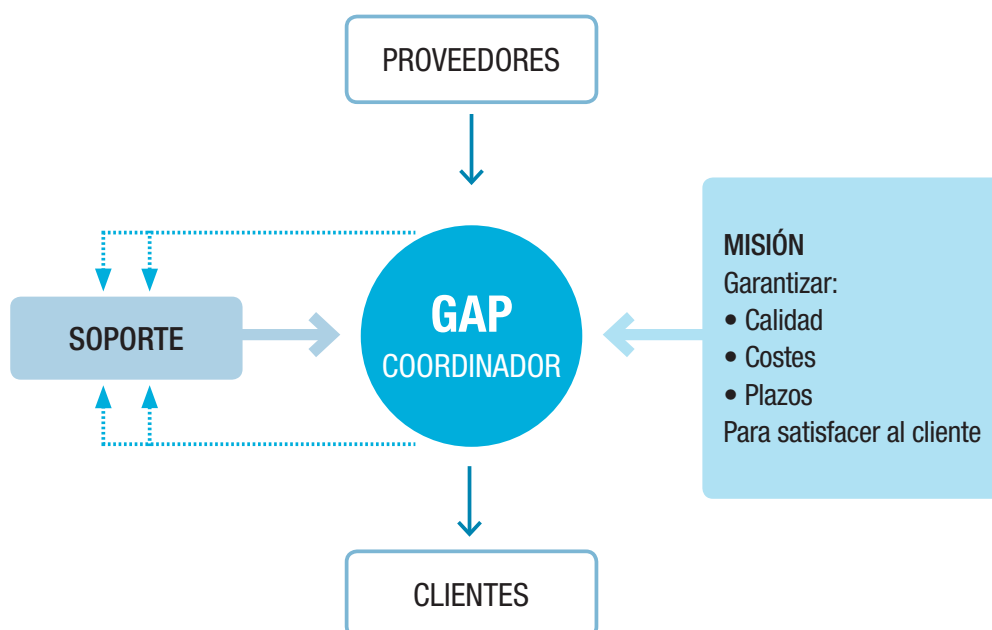 PROVEEDORES
SOPORTE
GAP
COORDINADOR
MISIÓN
Garantizar:
• Calidad
• Costes
• Plazos
Para satisfacer al cliente
CLIENTES